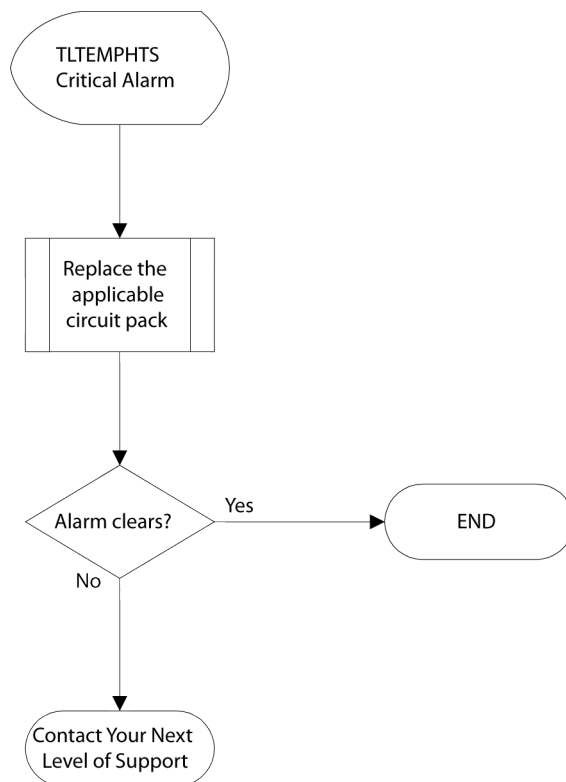 TLTEMPHTS
Critical Alarm
Replace the
applicable
circuit pack
Alarm clears?
Yes
END
No
Contact Your Next
Level of Support